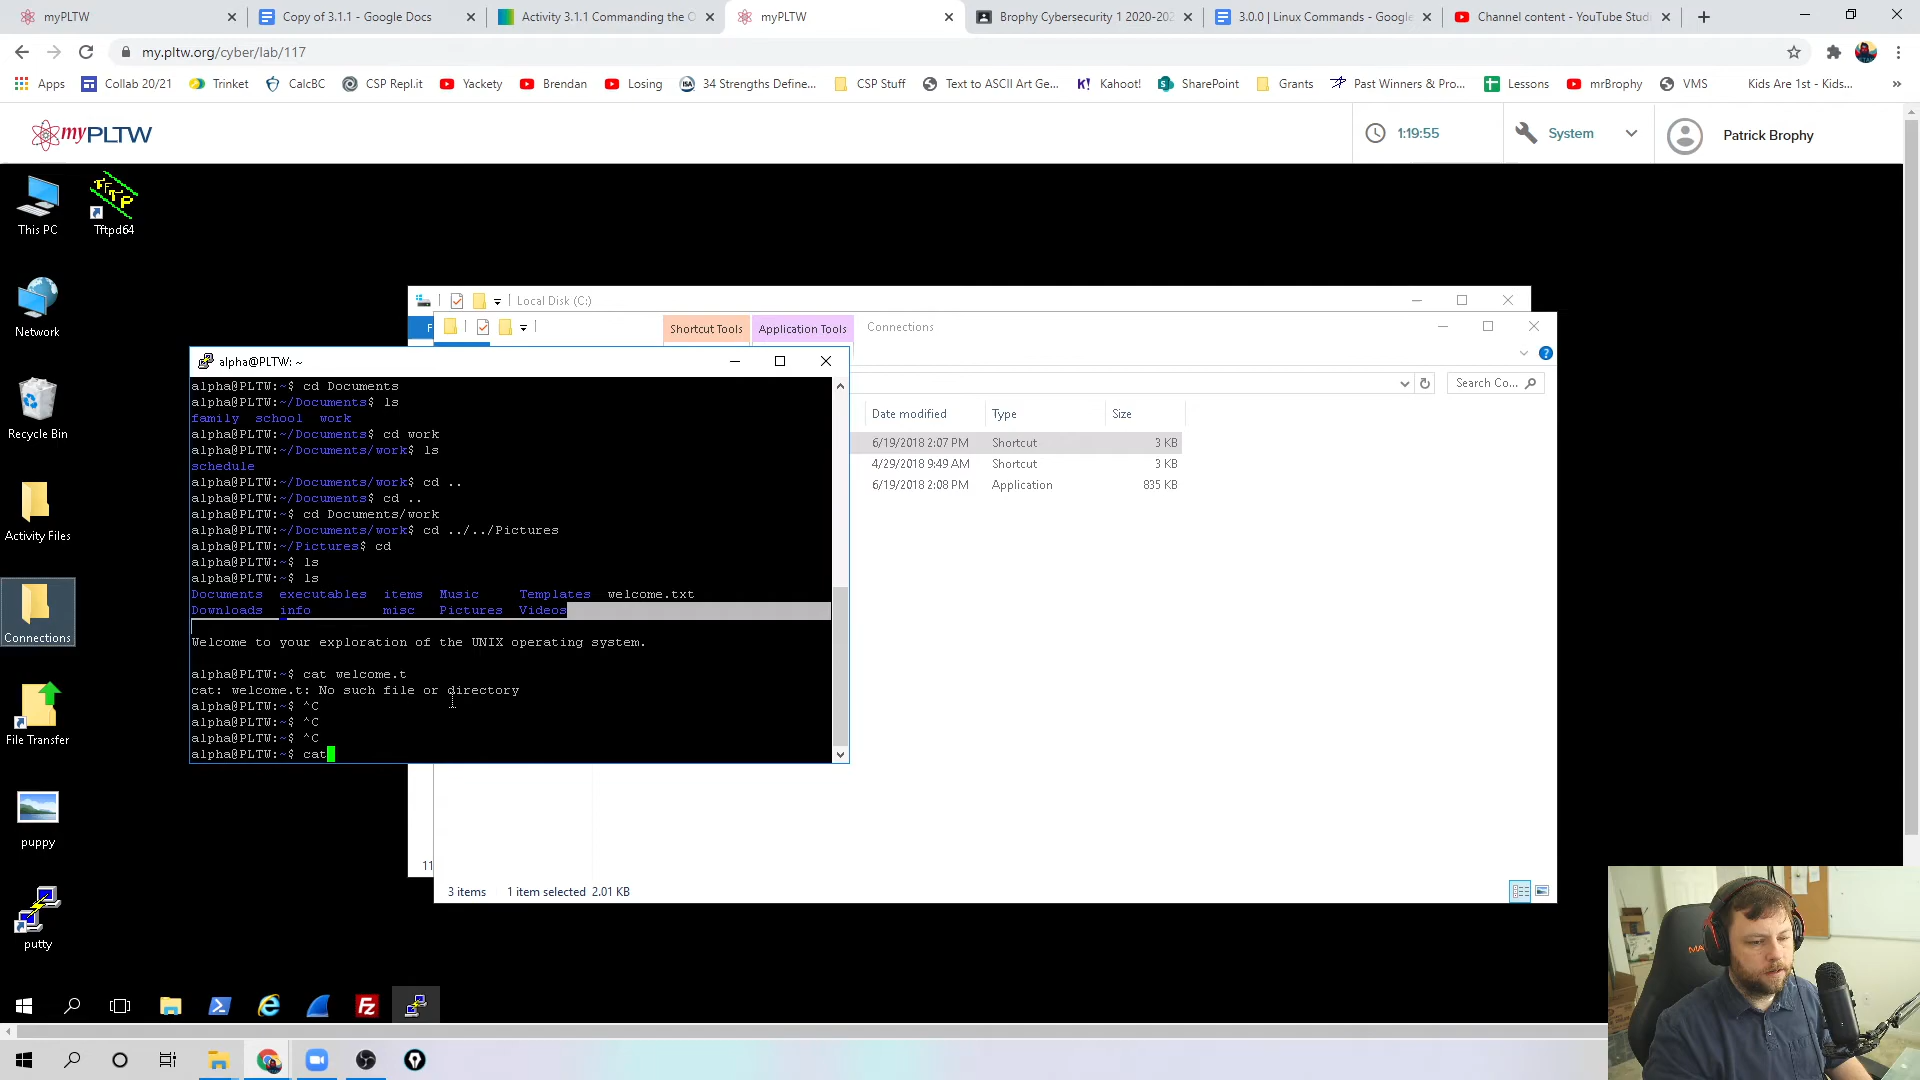 myPLTW
Copy of 3.1.1 - Google Docs
Activity 3.1.1 Commanding the O
myPLTW
Brophy Cybersecurity 1 2020-202
3.0.0 | Linux Commands - Google
Channel content - YouTube Stud
my.pltw.org/cyber/lab/117
Apps
Collab 20/21
Trinket
CalcBC
CSP Repl.it
Yackety
Brendan
Losing
34 Strengths Define...
CSP Stuff
Text to ASCII Art Ge...
Kahoot!
SharePoint
Grants
Past Winners & Pro...
Lessons
mrBrophy
VMS
Kids Are 1st - Kids...
myPLTW
1:19:55
System
Patrick Brophy
This PC
Tftpd64
Network
Recycle Bin
Activity Files
Connections
File Transfer
puppy
putty
Local Disk (C:)
F
Shortcut Tools
Application Tools
Connections
Search Co...
Date modified Type Size
6/19/2018 2:07 PM Shortcut 3 KB
4/29/2018 9:49 AM Shortcut 3 KB
6/19/2018 2:08 PM Application 835 KB
alpha@PLTW: ~
alpha@PLTW:~$ cd Documents
alpha@PLTW:~/Documents$ ls
family school work
alpha@PLTW:~/Documents$ cd work
alpha@PLTW:~/Documents/work$ ls
schedule
alpha@PLTW:~/Documents/work$ cd ..
alpha@PLTW:~/Documents$ cd ..
alpha@PLTW:~$ cd Documents/work
alpha@PLTW:~/Documents/work$ cd ../../Pictures
alpha@PLTW:~/Pictures$ cd
alpha@PLTW:~$ ls
alpha@PLTW:~$ ls
Documents executables items Music Templates welcome.txt
Downloads info misc Pictures Videos
Welcome to your exploration of the UNIX operating system.
alpha@PLTW:~$ cat welcome.t
cat: welcome.t: No such file or directory
alpha@PLTW:~$ ^C
alpha@PLTW:~$ ^C
alpha@PLTW:~$ ^C
alpha@PLTW:~$ cat
11
3 items 1 item selected 2.01 KB